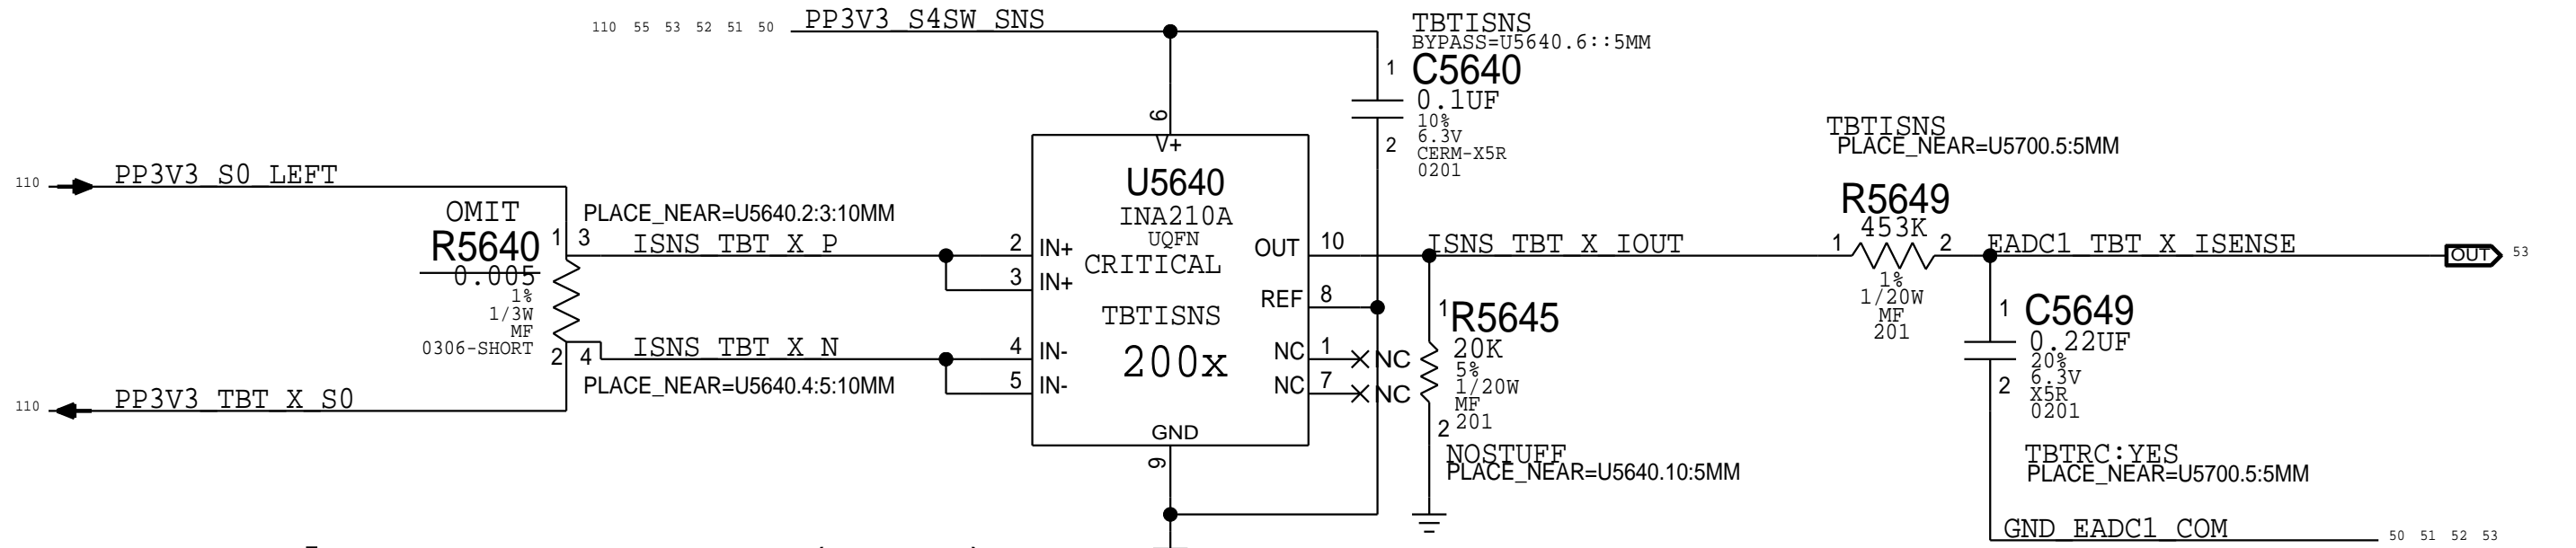 110 55 53 52 51 50 PP3V3_S4SW_SNS
TBTISNS
BYPASS=U5640.6::5MM
1 C5640
0.1UF
10%
6.3V
2 CERM-X5R
0201
6
V+
U5640
INA210A
UQFN
CRITICAL
TBTISNS
200x
2 IN+
3 IN+
4 IN-
5 IN-
OUT 10
REF 8
NC 1 NC
NC 7 NC
GND
9
110 PP3V3_S0_LEFT
OMIT
R5640
0.005
1%
1/3W
MF
0306-SHORT
1 3
2 4
PLACE_NEAR=U5640.2:3:10MM
ISNS_TBT_X_P
ISNS_TBT_X_N
PLACE_NEAR=U5640.4:5:10MM
110 PP3V3_TBT_X_S0
ISNS_TBT_X_IOUT
1 R5645
20K
5%
1/20W
MF
2 201
NOSTUFF
PLACE_NEAR=U5640.10:5MM
TBTISNS
PLACE_NEAR=U5700.5:5MM
R5649
453K
1 2
1%
1/20W
MF
201
EADC1_TBT_X_ISENSE
OUT 53
1 C5649
0.22UF
20%
6.3V
2 X5R
0201
TBTRC:YES
PLACE_NEAR=U5700.5:5MM
GND_EADC1_COM 50 51 52 53